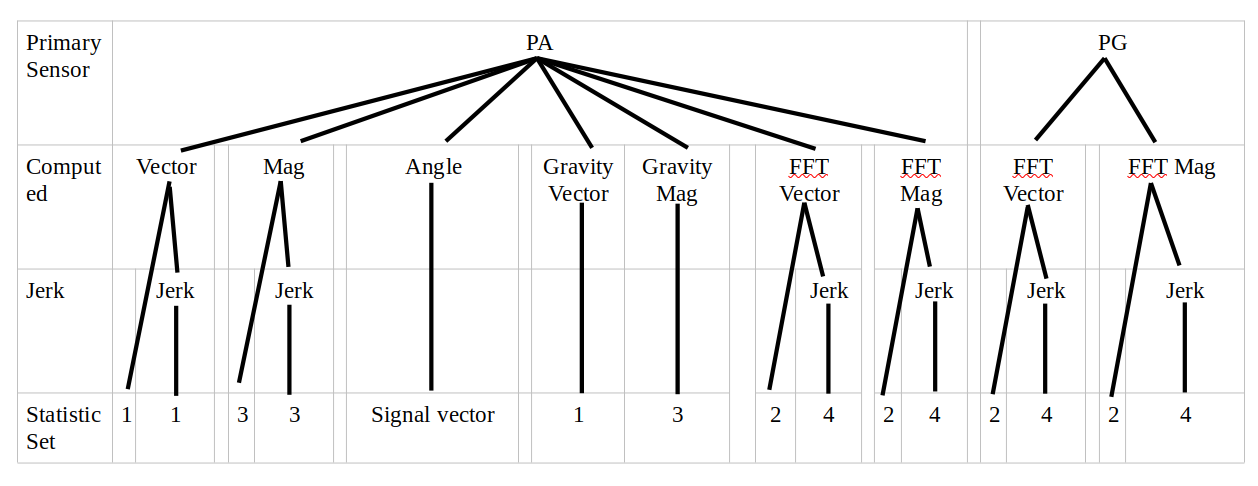 Primary
Sensor
PA
PG
Comput
ed
Vector
Mag
Angle
Gravity
Vector
Gravity
Mag
FFT
Vector
FFT
Mag
FFT
Vector
FFT Mag
Jerk
Jerk
Jerk
Jerk
Jerk
Jerk
Jerk
Statistic
Set
1
1
3
3
Signal vector
1
3
2
4
2
4
2
4
2
4